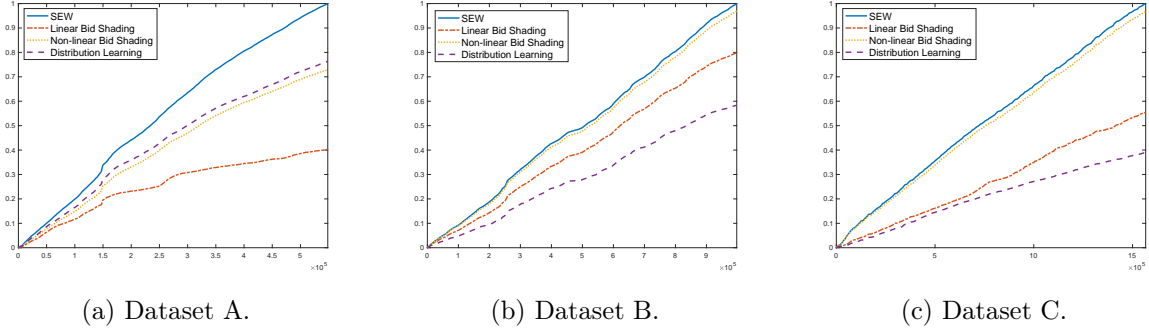 SEW
Linear Bid Shading
Non-linear Bid Shading
Distribution Learning
1
0.9
0.8
0.7
0.6
0.5
0.4
0.3
0.2
0.1
0
0 0.5 1 1.5 2 2.5 3 3.5 4 4.5 5
×10⁵
(a) Dataset A.
SEW
Linear Bid Shading
Non-linear Bid Shading
Distribution Learning
1
0.9
0.8
0.7
0.6
0.5
0.4
0.3
0.2
0.1
0
0 1 2 3 4 5 6 7 8 9
×10⁵
(b) Dataset B.
SEW
Linear Bid Shading
Non-linear Bid Shading
Distribution Learning
1
0.9
0.8
0.7
0.6
0.5
0.4
0.3
0.2
0.1
0
0 5 10 15
×10⁵
(c) Dataset C.